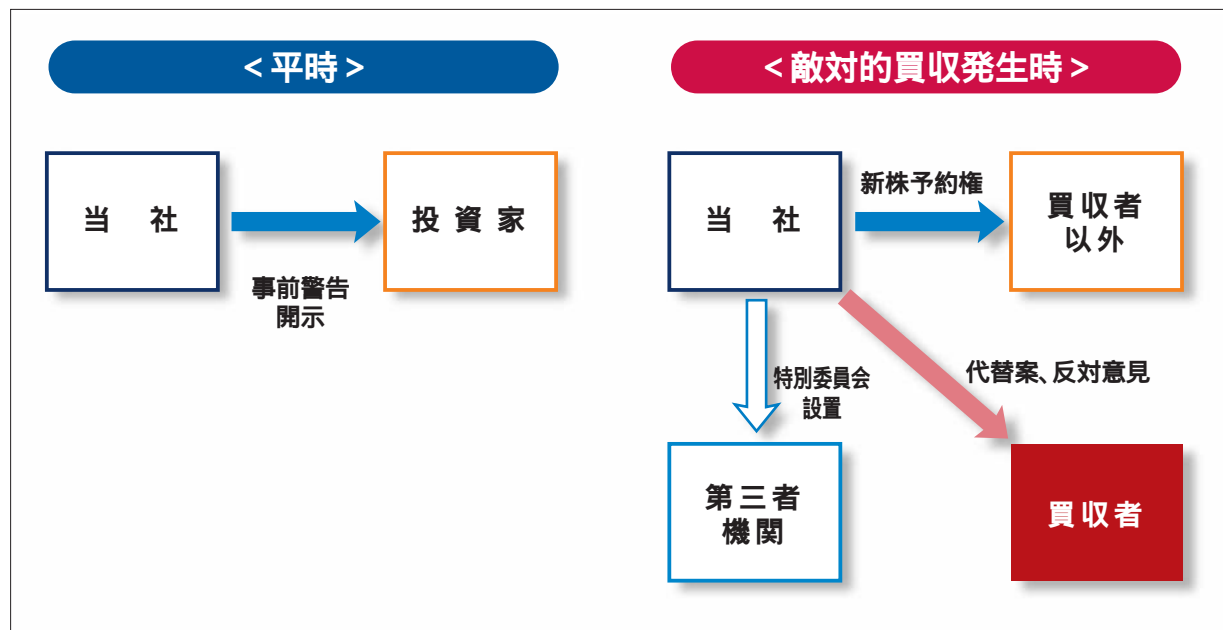 <平時>
当社
投資家
事前警告
開示
<敵対的買収発生時>
当社
新株予約権
買収者
以外
特別委員会
設置
代替案、反対意見
第三者
機関
買収者